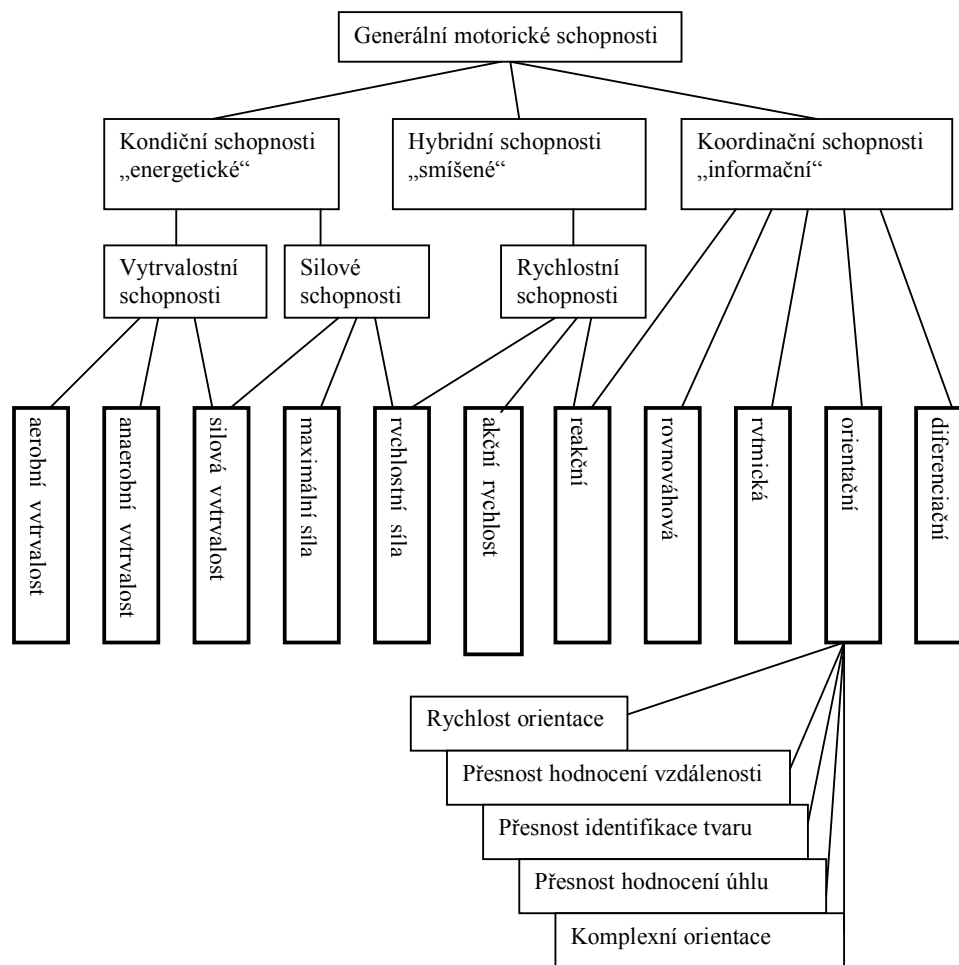 Generální motorické schopnosti
Kondiční schopnosti
„energetické“
Hybridní schopnosti
„smíšené“
Koordinační schopnosti
„informační“
Vytrvalostní
schopnosti
Silové
schopnosti
Rychlostní
schopnosti
aerobní vytrvalost
anaerobní vytrvalost
silová vytrvalost
maximální síla
rychlostní síla
akční rychlost
reakční
rovnováhová
rytmická
orientační
diferenciační
Rychlost orientace
Přesnost hodnocení vzdálenosti
Přesnost identifikace tvaru
Přesnost hodnocení úhlu
Komplexní orientace